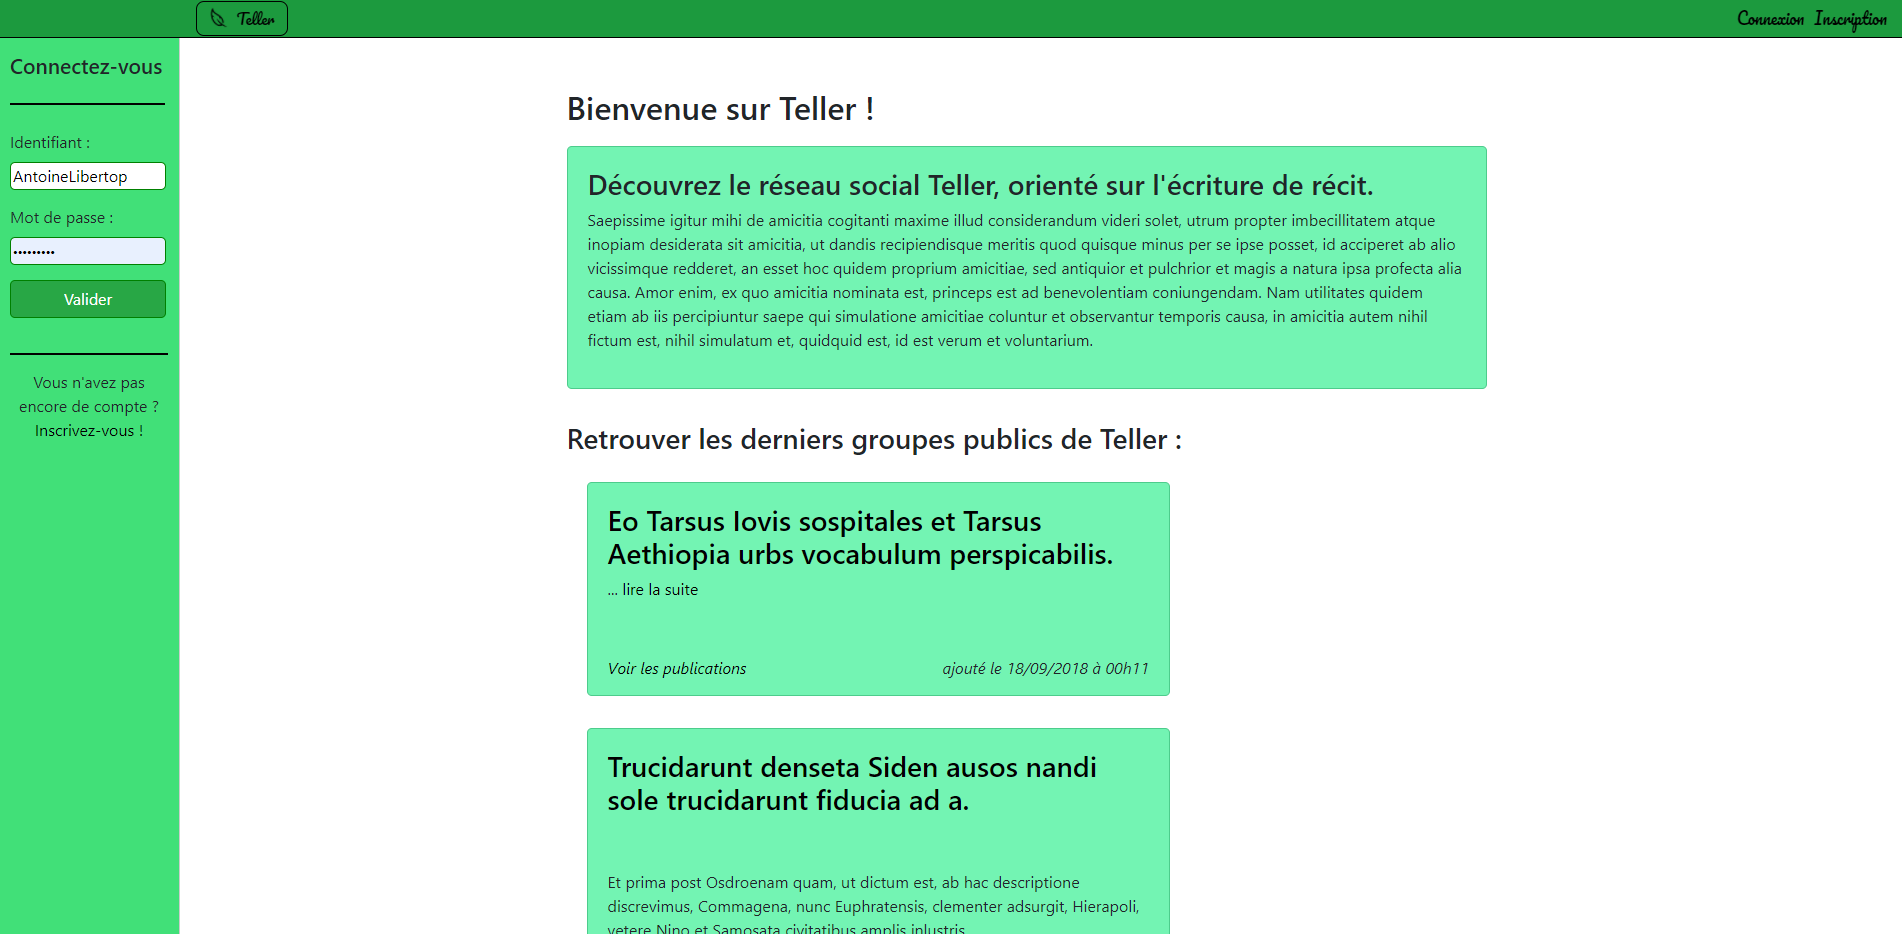 Teller
Connexion Inscription
Connectez-vous
Identifiant :
AntoineLibertop
Mot de passe :
•••••••••
Valider
Vous n'avez pas
encore de compte ?
Inscrivez-vous !
Bienvenue sur Teller !
Découvrez le réseau social Teller, orienté sur l'écriture de récit.
Saepissime igitur mihi de amicitia cogitanti maxime illud considerandum videri solet, utrum propter imbecillitatem atque
inopiam desiderata sit amicitia, ut dandis recipiendisque meritis quod quisque minus per se ipse posset, id acciperet ab alio
vicissimque redderet, an esset hoc quidem proprium amicitiae, sed antiquior et pulchrior et magis a natura ipsa profecta alia
causa. Amor enim, ex quo amicitia nominata est, princeps est ad benevolentiam coniungendam. Nam utilitates quidem
etiam ab iis percipiuntur saepe qui simulatione amicitiae coluntur et observantur temporis causa, in amicitia autem nihil
fictum est, nihil simulatum et, quidquid est, id est verum et voluntarium.
Retrouver les derniers groupes publics de Teller :
Eo Tarsus Iovis sospitales et Tarsus
Aethiopia urbs vocabulum perspicabilis.
... lire la suite
Voir les publications
ajouté le 18/09/2018 à 00h11
Trucidarunt denseta Siden ausos nandi
sole trucidarunt fiducia ad a.
Et prima post Osdroenam quam, ut dictum est, ab hac descriptione
discrevimus, Commagena, nunc Euphratensis, clementer adsurgit, Hierapoli,
vetere Nino et Samosata civitatibus amplis inlustris.